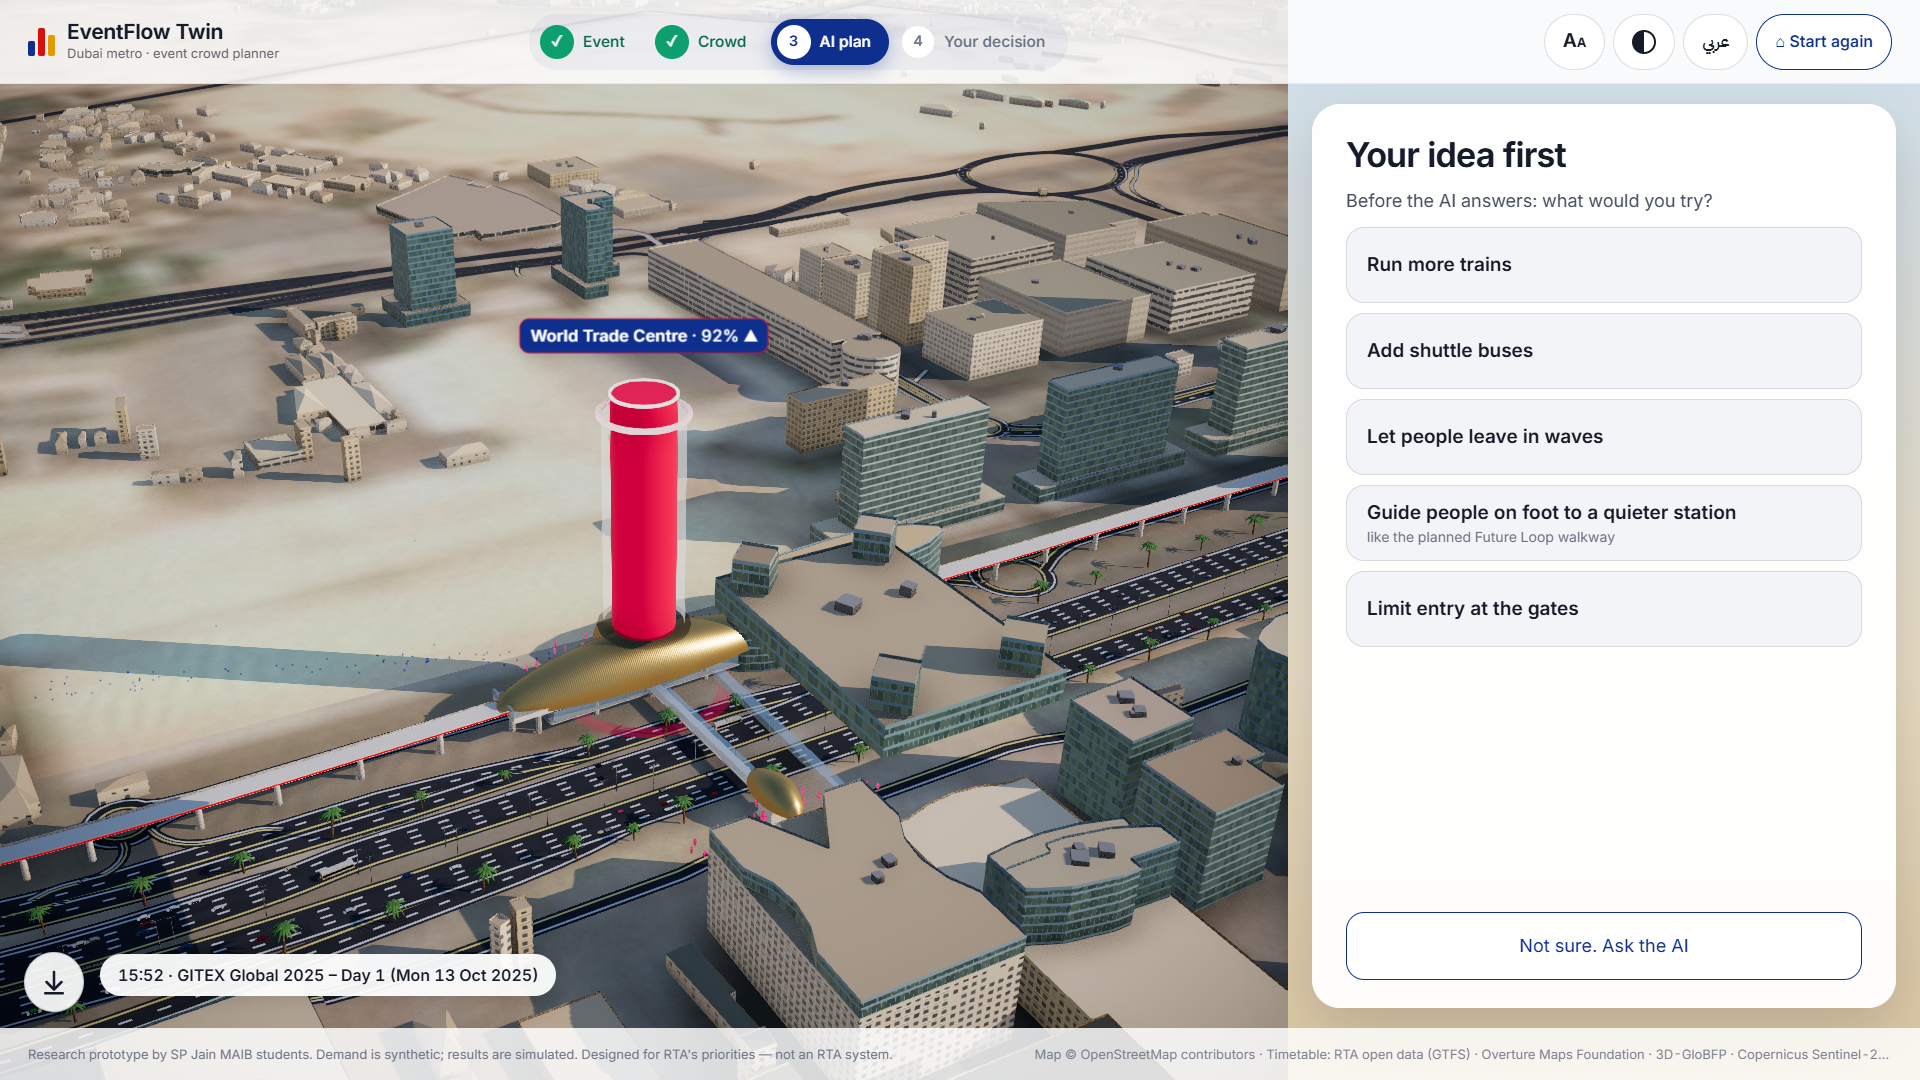 EventFlow Twin
Dubai metro · event crowd planner
✓ Event
✓ Crowd
3 AI plan
4 Your decision
AA
عربي
⌂ Start again
World Trade Centre · 92% ▲
15:52 · GITEX Global 2025 – Day 1 (Mon 13 Oct 2025)
Your idea first
Before the AI answers: what would you try?
Run more trains
Add shuttle buses
Let people leave in waves
Guide people on foot to a quieter station
like the planned Future Loop walkway
Limit entry at the gates
Not sure. Ask the AI
Research prototype by SP Jain MAIB students. Demand is synthetic; results are simulated. Designed for RTA's priorities — not an RTA system.
Map © OpenStreetMap contributors · Timetable: RTA open data (GTFS) · Overture Maps Foundation · 3D-GloBFP · Copernicus Sentinel-2...